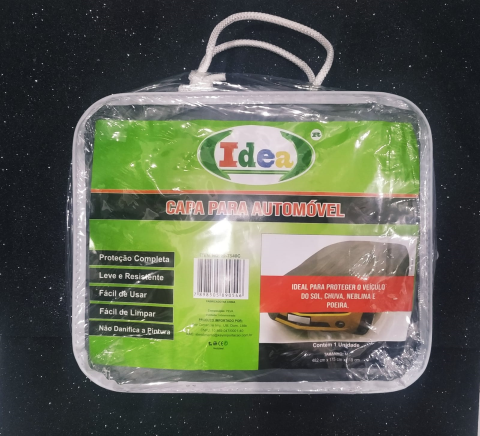 Idea
R
CAPA PARA AUTOMÓVEL
Proteção Completa
Leve e Resistente
Fácil de Usar
Fácil de Limpar
Não Danifica a Pintura
IDEAL PARA PROTEGER O VEÍCULO
DO SOL, CHUVA, NEBLINA E
POEIRA.
Contém 1 Unidade